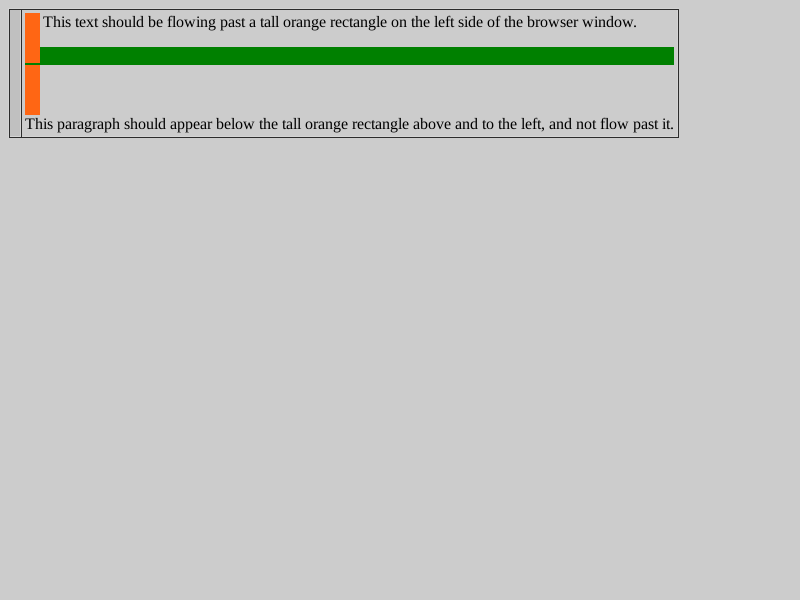 This text should be flowing past a tall orange rectangle on the left side of the browser window.
This paragraph should appear below the tall orange rectangle above and to the left, and not flow past it.